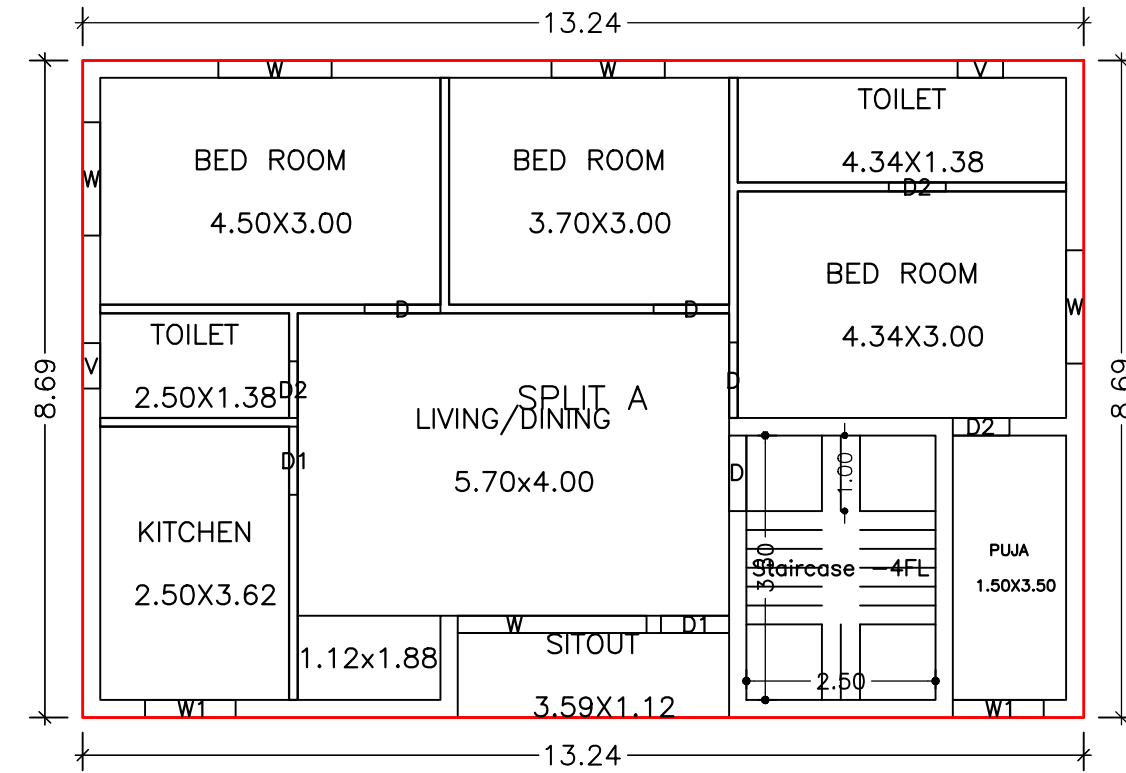 13.24
W
W
V
TOILET
4.34X1.38
BED ROOM
4.50X3.00
BED ROOM
3.70X3.00
W
D2
BED ROOM
4.34X3.00
W
D
D
TOILET
2.50X1.38
V
D2
D
8.69
8.69
SPLIT A
LIVING/DINING
5.70x4.00
D2
D1
D
1.00
KITCHEN
2.50X3.62
3.30
Staircase -4FL
PUJA
1.50X3.50
W
D1
SITOUT
1.12x1.88
2.50
3.59X1.12
W1
W1
13.24